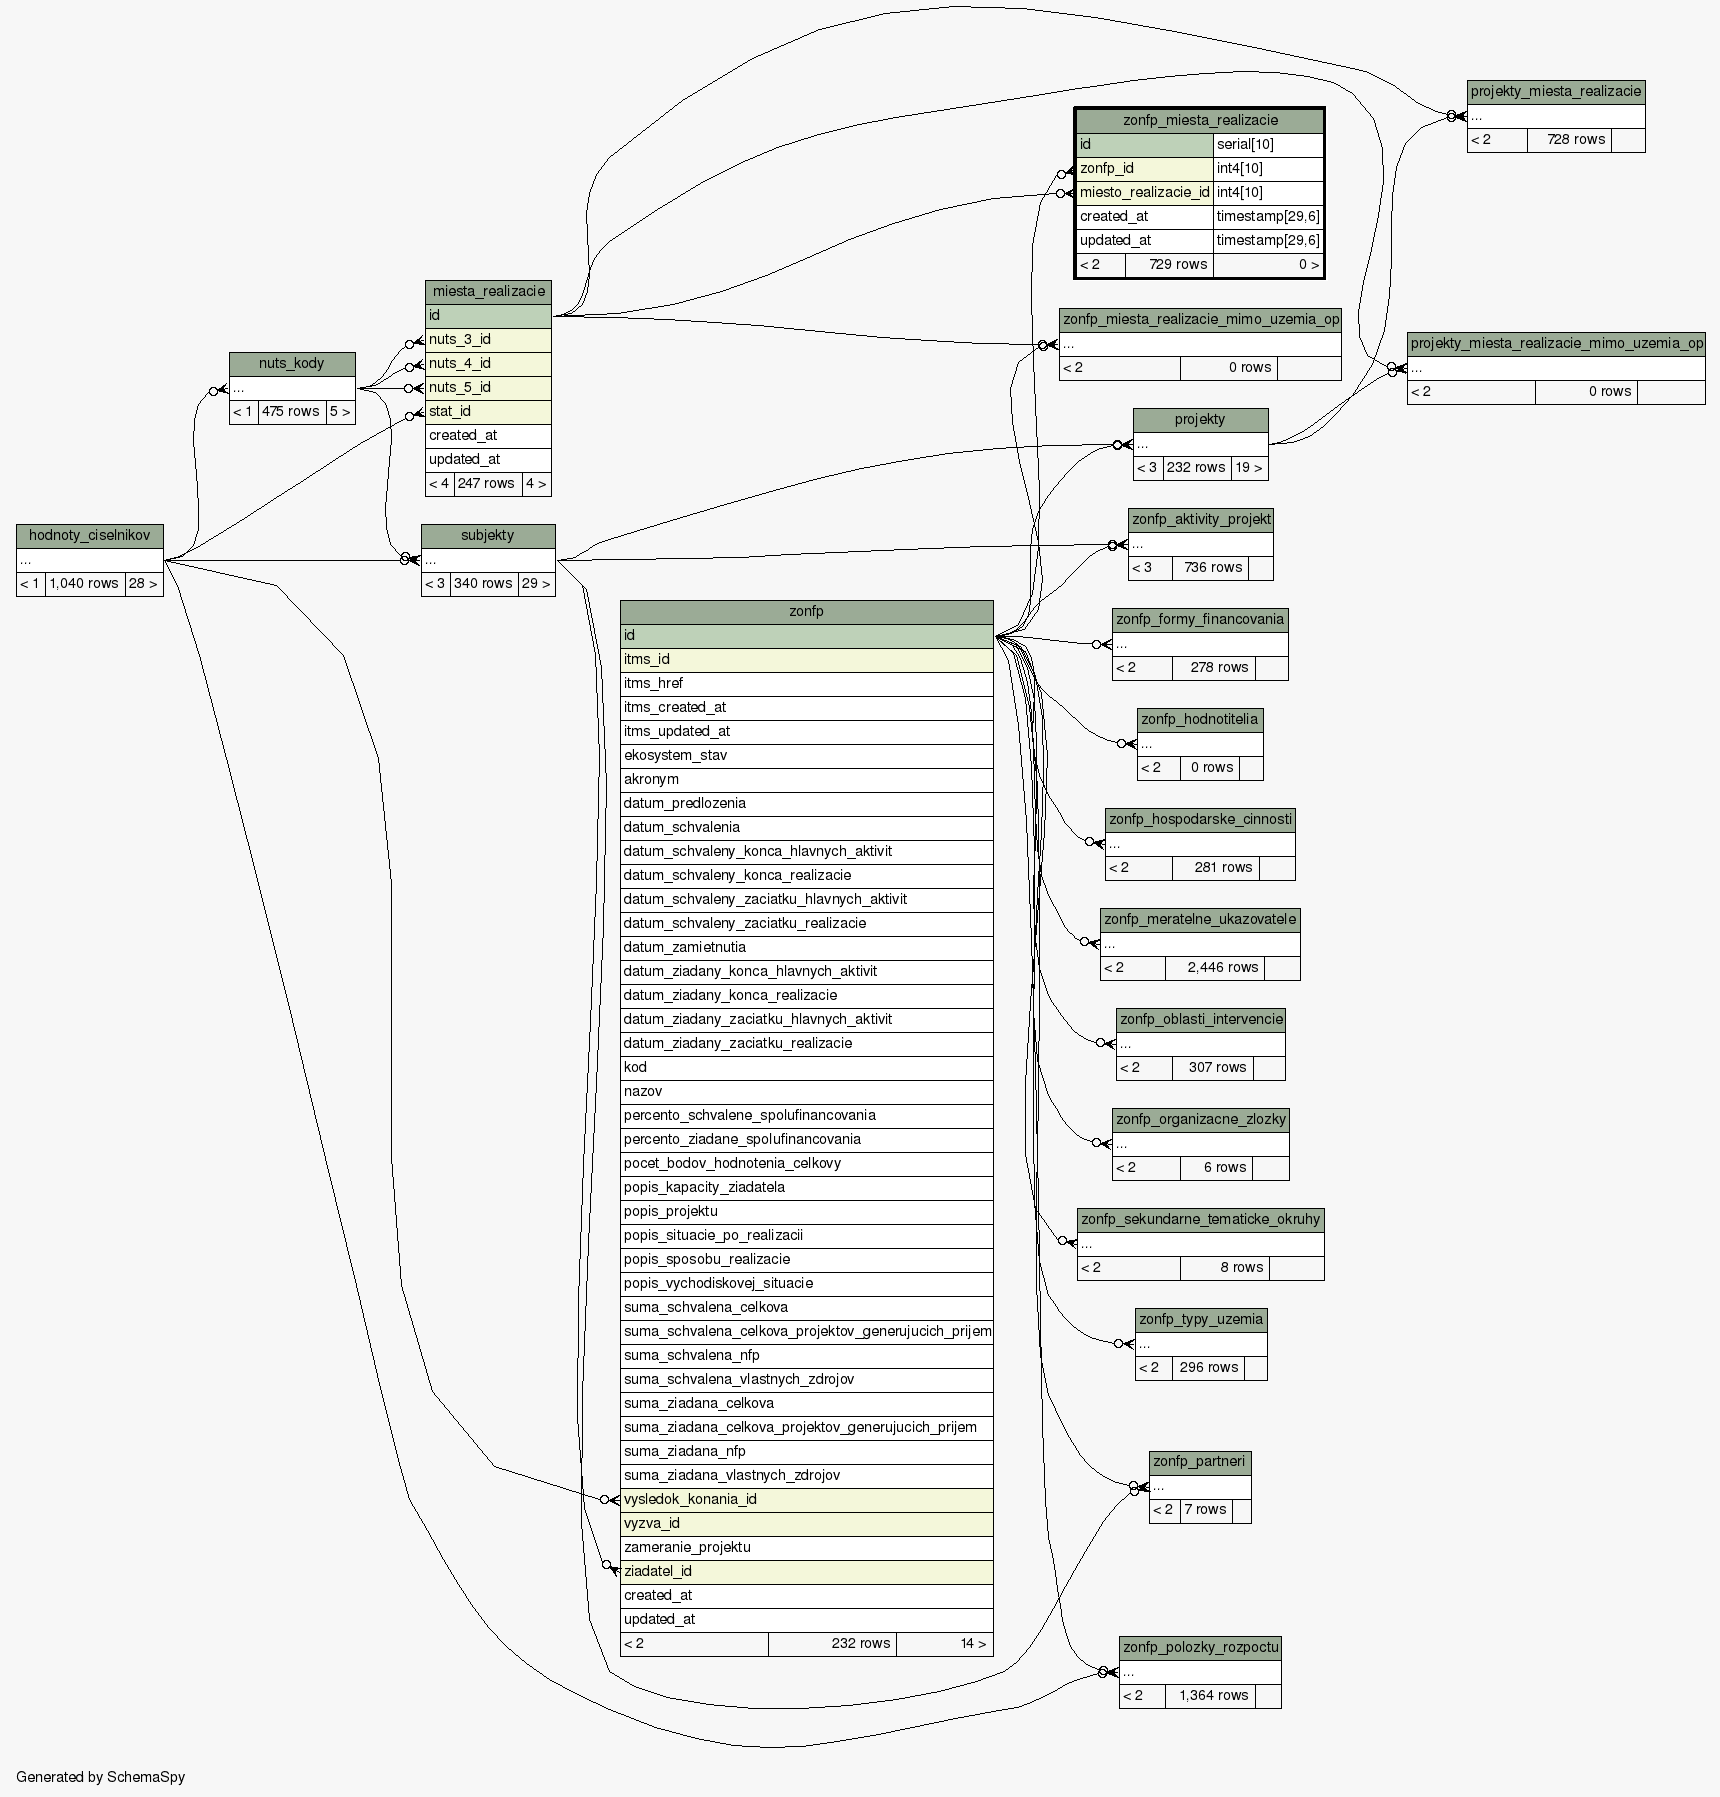 projekty_miesta_realizacie
...
< 2 728 rows
zonfp_miesta_realizacie
id serial[10]
zonfp_id int4[10]
miesto_realizacie_id int4[10]
created_at timestamp[29,6]
updated_at timestamp[29,6]
< 2 729 rows 0 >
miesta_realizacie
id
nuts_3_id
nuts_4_id
nuts_5_id
stat_id
created_at
updated_at
< 4 247 rows 4 >
zonfp_miesta_realizacie_mimo_uzemia_op
...
< 2 0 rows
projekty_miesta_realizacie_mimo_uzemia_op
...
< 2 0 rows
nuts_kody
...
< 1 475 rows 5 >
projekty
...
< 3 232 rows 19 >
hodnoty_ciselnikov
...
< 1 1,040 rows 28 >
subjekty
...
< 3 340 rows 29 >
zonfp_aktivity_projekt
...
< 3 736 rows
zonfp
id
itms_id
itms_href
itms_created_at
itms_updated_at
ekosystem_stav
akronym
datum_predlozenia
datum_schvalenia
datum_schvaleny_konca_hlavnych_aktivit
datum_schvaleny_konca_realizacie
datum_schvaleny_zaciatku_hlavnych_aktivit
datum_schvaleny_zaciatku_realizacie
datum_zamietnutia
datum_ziadany_konca_hlavnych_aktivit
datum_ziadany_konca_realizacie
datum_ziadany_zaciatku_hlavnych_aktivit
datum_ziadany_zaciatku_realizacie
kod
nazov
percento_schvalene_spolufinancovania
percento_ziadane_spolufinancovania
pocet_bodov_hodnotenia_celkovy
popis_kapacity_ziadatela
popis_projektu
popis_situacie_po_realizacii
popis_sposobu_realizacie
popis_vychodiskovej_situacie
suma_schvalena_celkova
suma_schvalena_celkova_projektov_generujucich_prijem
suma_schvalena_nfp
suma_schvalena_vlastnych_zdrojov
suma_ziadana_celkova
suma_ziadana_celkova_projektov_generujucich_prijem
suma_ziadana_nfp
suma_ziadana_vlastnych_zdrojov
vysledok_konania_id
vyzva_id
zameranie_projektu
ziadatel_id
created_at
updated_at
< 2 232 rows 14 >
zonfp_formy_financovania
...
< 2 278 rows
zonfp_hodnotitelia
...
< 2 0 rows
zonfp_hospodarske_cinnosti
...
< 2 281 rows
zonfp_meratelne_ukazovatele
...
< 2 2,446 rows
zonfp_oblasti_intervencie
...
< 2 307 rows
zonfp_organizacne_zlozky
...
< 2 6 rows
zonfp_sekundarne_tematicke_okruhy
...
< 2 8 rows
zonfp_typy_uzemia
...
< 2 296 rows
zonfp_partneri
...
< 2 7 rows
zonfp_polozky_rozpoctu
...
< 2 1,364 rows
Generated by SchemaSpy